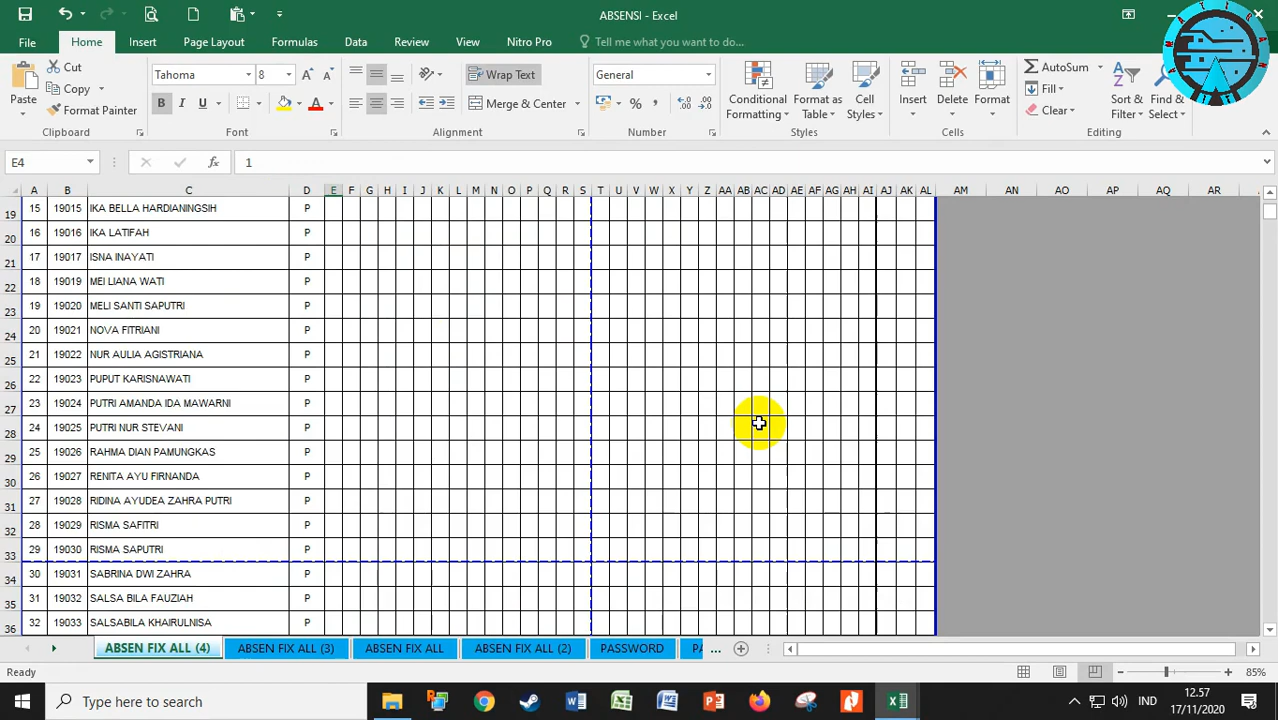 ABSENSI - Excel
File Home Insert Page Layout Formulas Data Review View Nitro Pro Tell me what you want to do...
Paste Cut Copy Format Painter Clipboard
Tahoma 8 B I U A Font
Wrap Text Merge & Center Alignment
General % , Number
Conditional Formatting Format as Table Cell Styles Styles
Insert Delete Format Cells
AutoSum Fill Clear Sort & Filter Find & Select Editing
E4 fx 1
A B C D E F G H I J K L M N O P Q R S T U V W X Y Z AA AB AC AD AE AF AG AH AI AJ AK AL AM AN AO AP AQ AR
19 15 19015 IKA BELLA HARDIANINGSIH P
20 16 19016 IKA LATIFAH P
21 17 19017 ISNA INAYATI P
22 18 19019 MEI LIANA WATI P
23 19 19020 MELI SANTI SAPUTRI P
24 20 19021 NOVA FITRIANI P
25 21 19022 NUR AULIA AGISTRIANA P
26 22 19023 PUPUT KARISNAWATI P
27 23 19024 PUTRI AMANDA IDA MAWARNI P
28 24 19025 PUTRI NUR STEVANI P
29 25 19026 RAHMA DIAN PAMUNGKAS P
30 26 19027 RENITA AYU FIRNANDA P
31 27 19028 RIDINA AYUDEA ZAHRA PUTRI P
32 28 19029 RISMA SAFITRI P
33 29 19030 RISMA SAPUTRI P
34 30 19031 SABRINA DWI ZAHRA P
35 31 19032 SALSA BILA FAUZIAH P
36 32 19033 SALSABILA KHAIRULNISA P
ABSEN FIX ALL (4) ABSEN FIX ALL (3) ABSEN FIX ALL ABSEN FIX ALL (2) PASSWORD ...
Ready 85%
Type here to search IND 12.57
17/11/2020